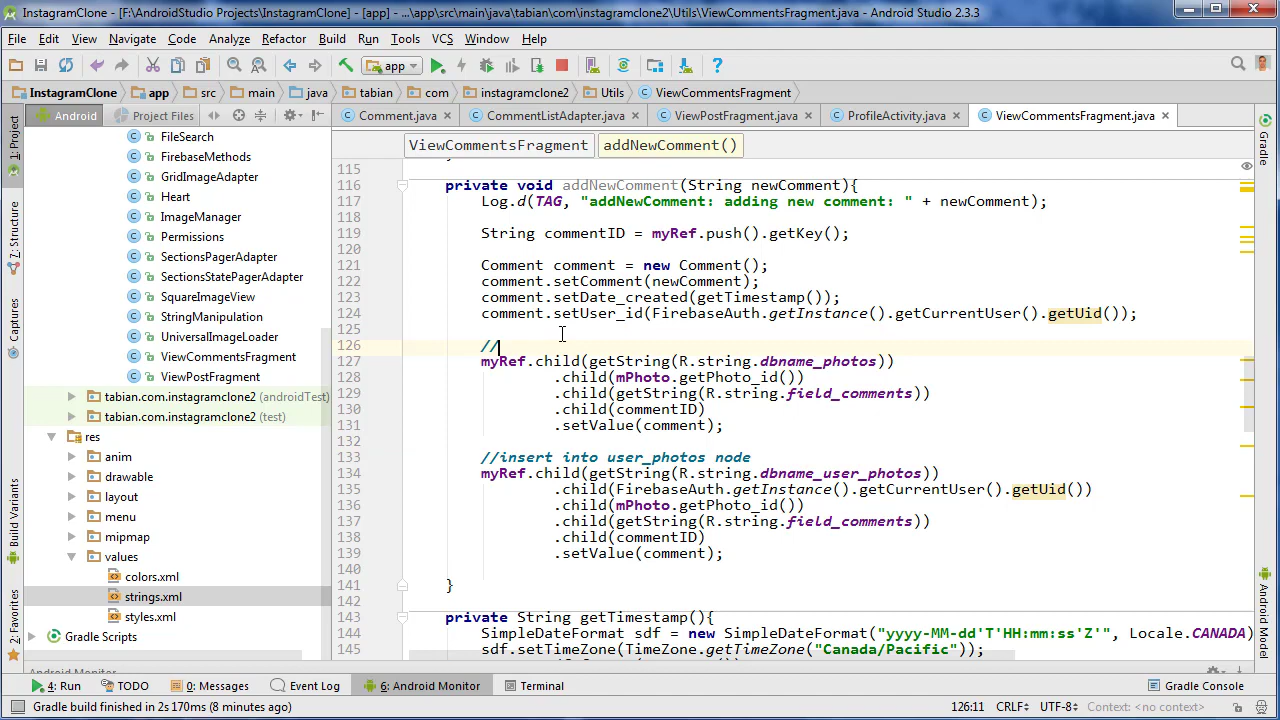 InstagramClone - [F:\AndroidStudio Projects\InstagramClone] - [app] - ...\app\src\main\java\tabian\com\instagramclone2\Utils\ViewCommentsFragment.java - Android Studio 2.3.3
File Edit View Navigate Code Analyze Refactor Build Run Tools VCS Window Help
app
InstagramClone app src main java tabian com instagramclone2 Utils ViewCommentsFragment
Android Project Files
Comment.java CommentListAdapter.java ViewPostFragment.java ProfileActivity.java ViewCommentsFragment.java
1: Project
7: Structure
Captures
Build Variants
2: Favorites
FileSearch
FirebaseMethods
GridImageAdapter
Heart
ImageManager
Permissions
SectionsPagerAdapter
SectionsStatePagerAdapter
SquareImageView
StringManipulation
UniversalImageLoader
ViewCommentsFragment
ViewPostFragment
tabian.com.instagramclone2 (androidTest)
tabian.com.instagramclone2 (test)
res
anim
drawable
layout
menu
mipmap
values
colors.xml
strings.xml
styles.xml
Gradle Scripts
ViewCommentsFragment addNewComment()
115
116 private void addNewComment(String newComment){
117 Log.d(TAG, "addNewComment: adding new comment: " + newComment);
118
119 String commentID = myRef.push().getKey();
120
121 Comment comment = new Comment();
122 comment.setComment(newComment);
123 comment.setDate_created(getTimestamp());
124 comment.setUser_id(FirebaseAuth.getInstance().getCurrentUser().getUid());
125
126 //
127 myRef.child(getString(R.string.dbname_photos))
128 .child(mPhoto.getPhoto_id())
129 .child(getString(R.string.field_comments))
130 .child(commentID)
131 .setValue(comment);
132
133 //insert into user_photos node
134 myRef.child(getString(R.string.dbname_user_photos))
135 .child(FirebaseAuth.getInstance().getCurrentUser().getUid())
136 .child(mPhoto.getPhoto_id())
137 .child(getString(R.string.field_comments))
138 .child(commentID)
139 .setValue(comment);
140
141 }
142
143 private String getTimestamp(){
144 SimpleDateFormat sdf = new SimpleDateFormat("yyyy-MM-dd'T'HH:mm:ss'Z'", Locale.CANADA)
145 sdf.setTimeZone(TimeZone.getTimeZone("Canada/Pacific"));
Gradle
Android Model
4: Run TODO 0: Messages Event Log 6: Android Monitor Terminal Gradle Console
Gradle build finished in 2s 170ms (8 minutes ago) 126:11 CRLF UTF-8 Context: <no context>